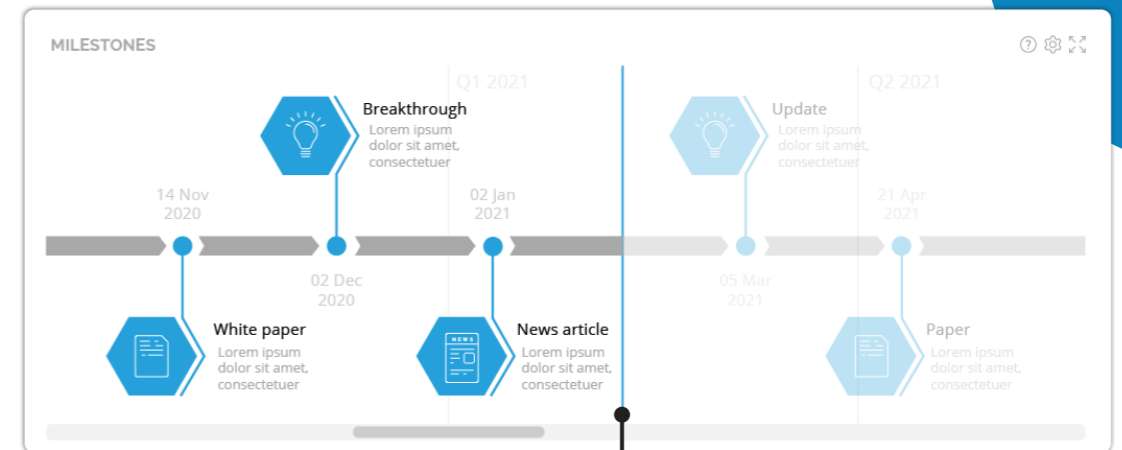 MILESTONES
?
Q1 2021
Q2 2021
Breakthrough
Lorem ipsum
dolor sit amet,
consectetuer
Update
Lorem ipsum
dolor sit amet,
consectetuer
14 Nov
2020
02 Jan
2021
21 Apr
2021
02 Dec
2020
05 Mar
2021
White paper
Lorem ipsum
dolor sit amet,
consectetuer
NEWS
News article
Lorem ipsum
dolor sit amet,
consectetuer
Paper
Lorem ipsum
dolor sit amet,
consectetuer